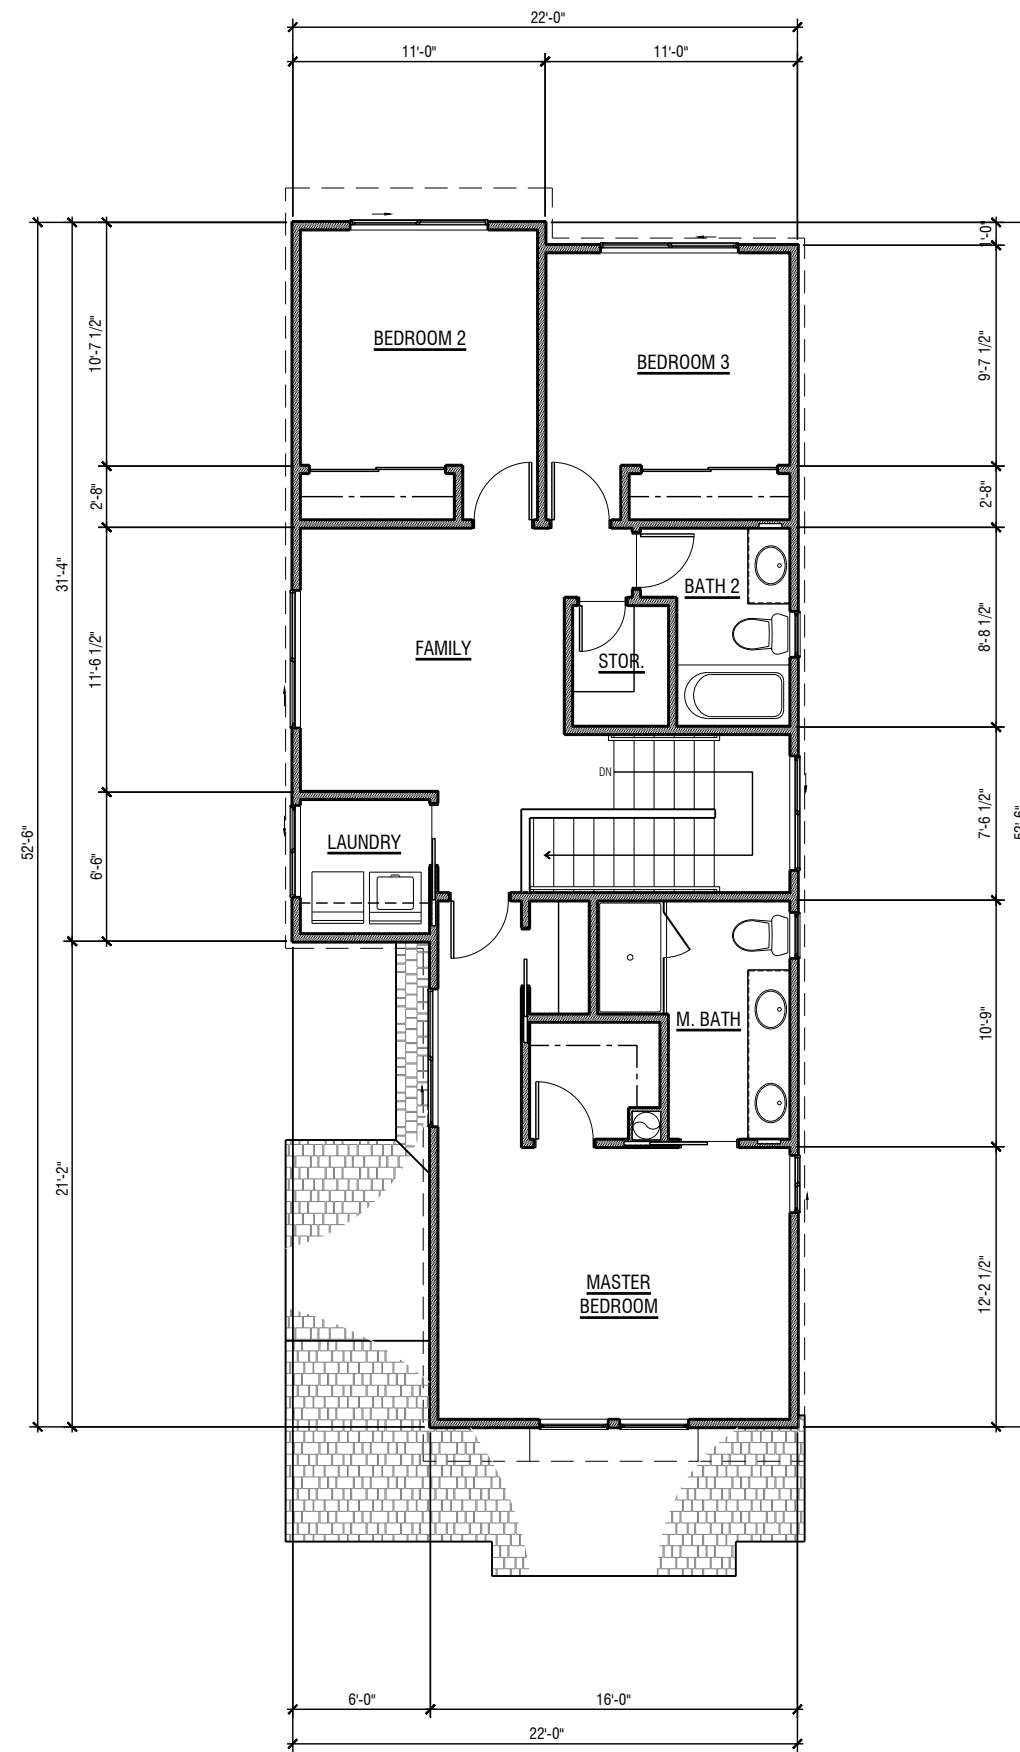 22'-0"
11'-0"
11'-0"
1'-0"
10'-7 1/2"
BEDROOM 2
BEDROOM 3
9'-7 1/2"
2'-8"
2'-8"
31'-4"
BATH 2
FAMILY
STOR.
11'-6 1/2"
8'-8 1/2"
DN
7'-6 1/2"
52'-6"
52'-6"
LAUNDRY
6'-6"
M. BATH
10'-9"
21'-2"
MASTER
BEDROOM
12'-2 1/2"
6'-0"
16'-0"
22'-0"